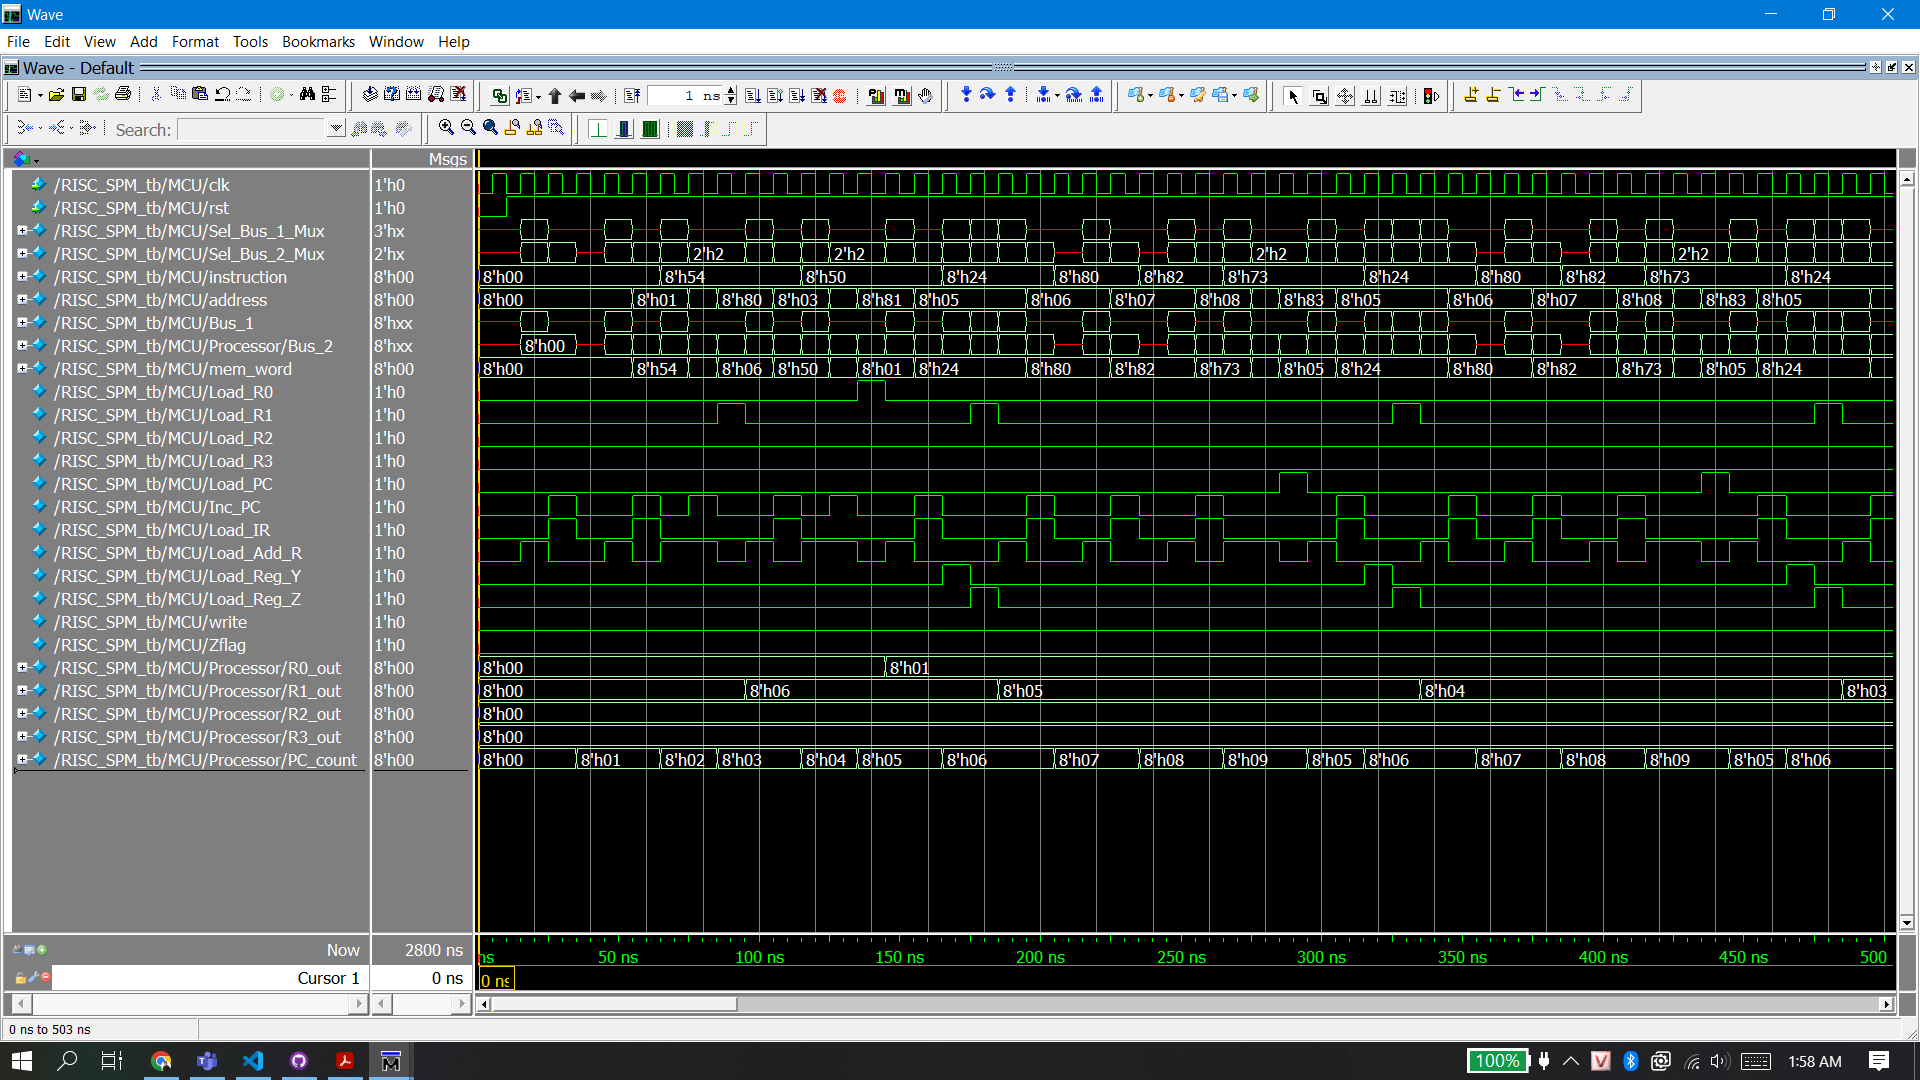 Wave
File Edit View Add Format Tools Bookmarks Window Help
Wave - Default
1 ns
Search:
Msgs
/RISC_SPM_tb/MCU/clk 1'h0
/RISC_SPM_tb/MCU/rst 1'h0
/RISC_SPM_tb/MCU/Sel_Bus_1_Mux 3'hx
/RISC_SPM_tb/MCU/Sel_Bus_2_Mux 2'hx 2'h2 2'h2 2'h2 2'h2
/RISC_SPM_tb/MCU/instruction 8'h00 8'h00 8'h54 8'h50 8'h24 8'h80 8'h82 8'h73 8'h24 8'h80 8'h82 8'h73 8'h24
/RISC_SPM_tb/MCU/address 8'h00 8'h00 8'h01 8'h80 8'h03 8'h81 8'h05 8'h06 8'h07 8'h08 8'h83 8'h05 8'h06 8'h07 8'h08 8'h83 8'h05
/RISC_SPM_tb/MCU/Bus_1 8'hxx
/RISC_SPM_tb/MCU/Processor/Bus_2 8'hxx 8'h00
/RISC_SPM_tb/MCU/mem_word 8'h00 8'h00 8'h54 8'h06 8'h50 8'h01 8'h24 8'h80 8'h82 8'h73 8'h05 8'h24 8'h80 8'h82 8'h73 8'h05 8'h24
/RISC_SPM_tb/MCU/Load_R0 1'h0
/RISC_SPM_tb/MCU/Load_R1 1'h0
/RISC_SPM_tb/MCU/Load_R2 1'h0
/RISC_SPM_tb/MCU/Load_R3 1'h0
/RISC_SPM_tb/MCU/Load_PC 1'h0
/RISC_SPM_tb/MCU/Inc_PC 1'h0
/RISC_SPM_tb/MCU/Load_IR 1'h0
/RISC_SPM_tb/MCU/Load_Add_R 1'h0
/RISC_SPM_tb/MCU/Load_Reg_Y 1'h0
/RISC_SPM_tb/MCU/Load_Reg_Z 1'h0
/RISC_SPM_tb/MCU/write 1'h0
/RISC_SPM_tb/MCU/Zflag 1'h0
/RISC_SPM_tb/MCU/Processor/R0_out 8'h00 8'h00 8'h01
/RISC_SPM_tb/MCU/Processor/R1_out 8'h00 8'h00 8'h06 8'h05 8'h04 8'h03
/RISC_SPM_tb/MCU/Processor/R2_out 8'h00 8'h00
/RISC_SPM_tb/MCU/Processor/R3_out 8'h00 8'h00
/RISC_SPM_tb/MCU/Processor/PC_count 8'h00 8'h00 8'h01 8'h02 8'h03 8'h04 8'h05 8'h06 8'h07 8'h08 8'h09 8'h05 8'h06 8'h07 8'h08 8'h09 8'h05 8'h06
Now 2800 ns ns 50 ns 100 ns 150 ns 200 ns 250 ns 300 ns 350 ns 400 ns 450 ns 500
Cursor 1 0 ns 0 ns
0 ns to 503 ns
100% 1:58 AM